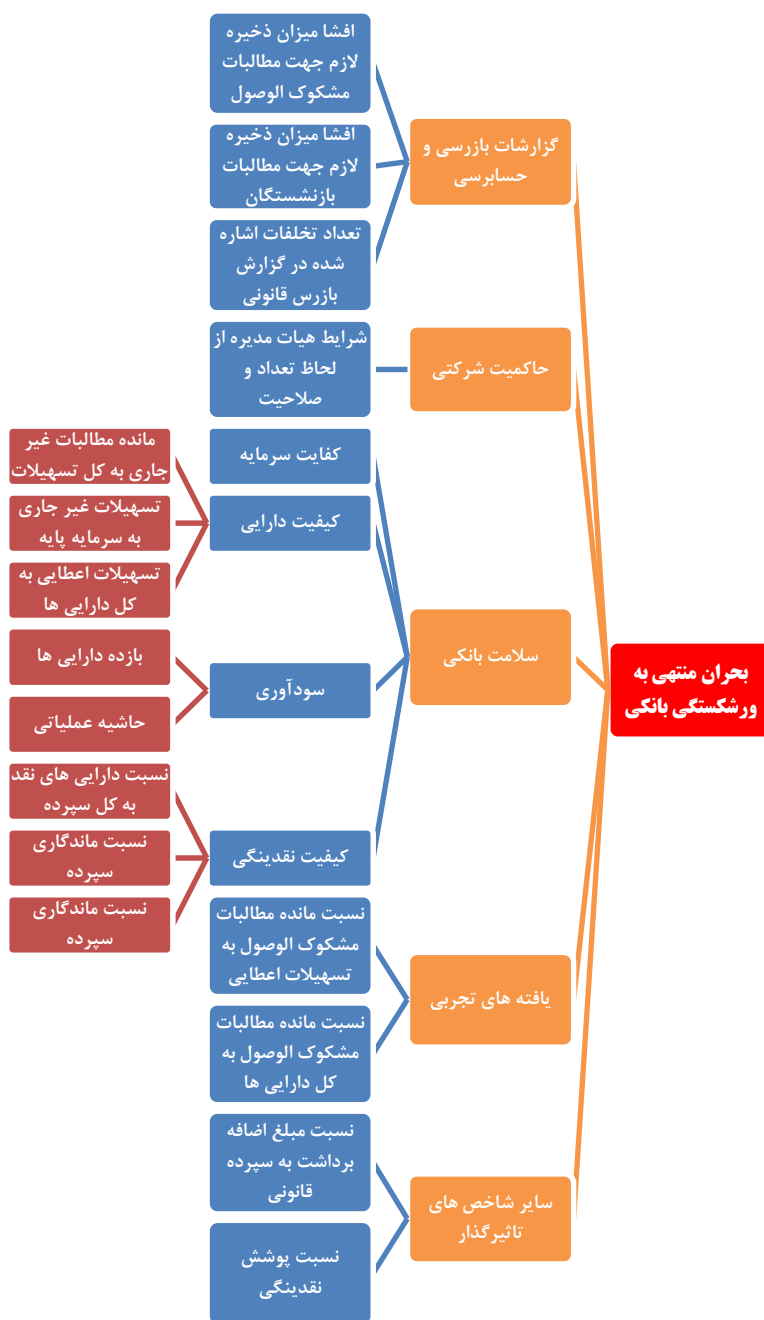 بحران منتهی به
ورشکستگی بانکی
گزارشات بازرسی و
حسابرسی
افشا میزان ذخیره
لازم جهت مطالبات
مشکوک الوصول
افشا میزان ذخیره
لازم جهت مطالبات
بازنشستگان
تعداد تخلفات اشاره
شده در گزارش
بازرس قانونی
حاکمیت شرکتی
شرایط هیات مدیره از
لحاظ تعداد و
صلاحیت
سلامت بانکی
کفایت سرمایه
کیفیت دارایی
مانده مطالبات غیر
جاری به کل تسهیلات
تسهیلات غیر جاری
به سرمایه پایه
تسهیلات اعطایی به
کل دارایی ها
سودآوری
بازده دارایی ها
حاشیه عملیاتی
کیفیت نقدینگی
نسبت دارایی های نقد
به کل سپرده
نسبت ماندگاری
سپرده
نسبت ماندگاری
سپرده
یافته های تجربی
نسبت مانده مطالبات
مشکوک الوصول به
تسهیلات اعطایی
نسبت مانده مطالبات
مشکوک الوصول به
کل دارایی ها
سایر شاخص های
تاثیرگذار
نسبت مبلغ اضافه
برداشت به سپرده
قانونی
نسبت پوشش
نقدینگی